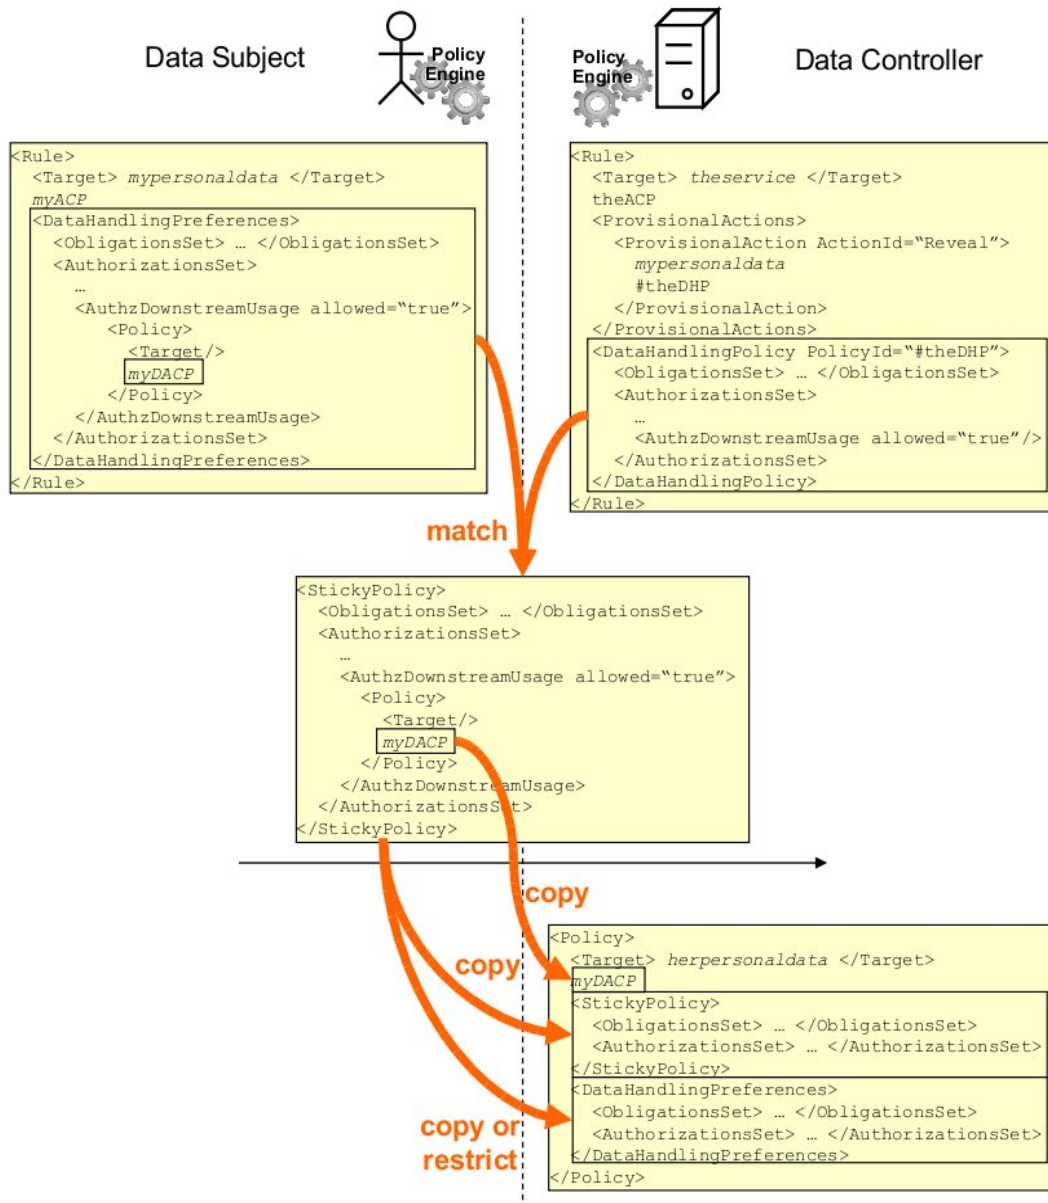 Data Subject
Policy
Engine
Policy
Engine
Data Controller
<Rule>
<Target> mypersonaldata </Target>
myACP
<DataHandlingPreferences>
<ObligationsSet> … </ObligationsSet>
<AuthorizationsSet>
…
<AuthzDownstreamUsage allowed=“true”>
<Policy>
<Target/>
myDACP
</Policy>
</AuthzDownstreamUsage>
</AuthorizationsSet>
</DataHandlingPreferences>
</Rule>
<Rule>
<Target> theservice </Target>
theACP
<ProvisionalActions>
<ProvisionalAction ActionId=“Reveal”>
mypersonaldata
#theDHP
</ProvisionalAction>
</ProvisionalActions>
<DataHandlingPolicy PolicyId=“#theDHP”>
<ObligationsSet> … </ObligationsSet>
<AuthorizationsSet>
…
<AuthzDownstreamUsage allowed=“true”/>
</AuthorizationsSet>
</DataHandlingPolicy>
</Rule>
match
<StickyPolicy>
<ObligationsSet> … </ObligationsSet>
<AuthorizationsSet>
…
<AuthzDownstreamUsage allowed=“true”>
<Policy>
<Target/>
myDACP
</Policy>
</AuthzDownstreamUsage>
</AuthorizationsSet>
</StickyPolicy>
copy
copy
copy or
restrict
<Policy>
<Target> herpersonaldata </Target>
myDACP
<StickyPolicy>
<ObligationsSet> … </ObligationsSet>
<AuthorizationsSet> … </AuthorizationsSet>
</StickyPolicy>
<DataHandlingPreferences>
<ObligationsSet> … </ObligationsSet>
<AuthorizationsSet> … </AuthorizationsSet>
</DataHandlingPreferences>
</Policy>